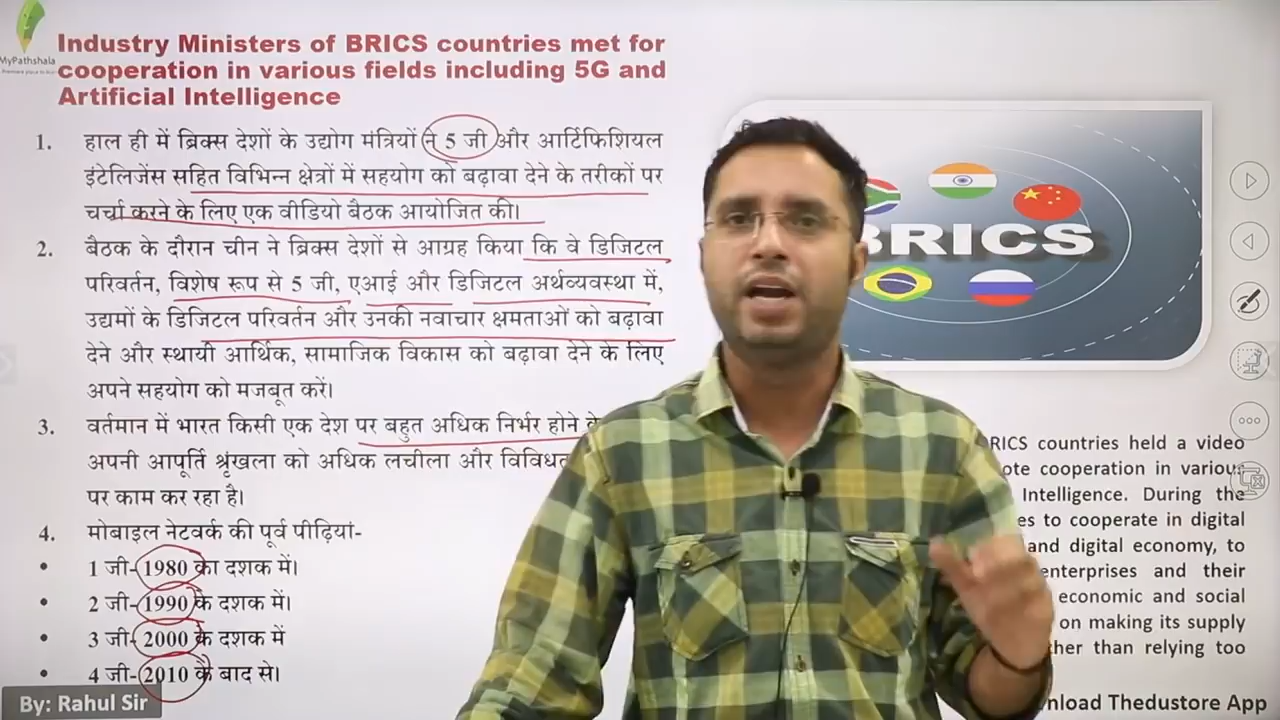 MyPathshala
Industry Ministers of BRICS countries met for
cooperation in various fields including 5G and
Artificial Intelligence
1. हाल ही में ब्रिक्स देशों के उद्योग मंत्रियों ने 5 जी और आर्टिफिशियल
इंटेलिजेंस सहित विभिन्न क्षेत्रों में सहयोग को बढ़ावा देने के तरीकों पर
चर्चा करने के लिए एक वीडियो बैठक आयोजित की।
2. बैठक के दौरान चीन ने ब्रिक्स देशों से आग्रह किया कि वे डिजिटल
परिवर्तन, विशेष रूप से 5 जी, एआई और डिजिटल अर्थव्यवस्था में,
उद्यमों के डिजिटल परिवर्तन और उनकी नवाचार क्षमताओं को बढ़ावा
देने और स्थायी आर्थिक, सामाजिक विकास को बढ़ावा देने के लिए
अपने सहयोग को मजबूत करें।
3. वर्तमान में भारत किसी एक देश पर बहुत अधिक निर्भर होने के
अपनी आपूर्ति श्रृंखला को अधिक लचीला और
पर काम कर रहा है।
4. मोबाइल नेटवर्क की पूर्व पीढ़ियां-
• 1 जी-1980 का दशक में।
• 2 जी-1990 के दशक में।
• 3 जी- 2000 के दशक में
• 4 जी-2010 के बाद से।
By: Rahul Sir
BRICS
BRICS countries held a video
cooperation in various
Intelligence. During the
to cooperate in digital
and digital economy, to
enterprises and their
economic and social
on making its supply
than relying too
Thedustore App